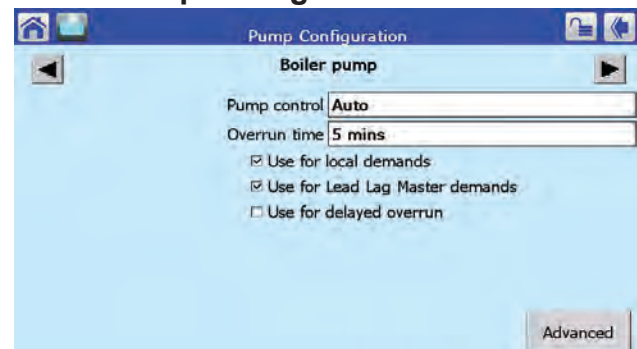 Pump Configuration
Boiler pump
Pump control Auto
Overrun time 5 mins
Use for local demands
Use for Lead Lag Master demands
Use for delayed overrun
Advanced